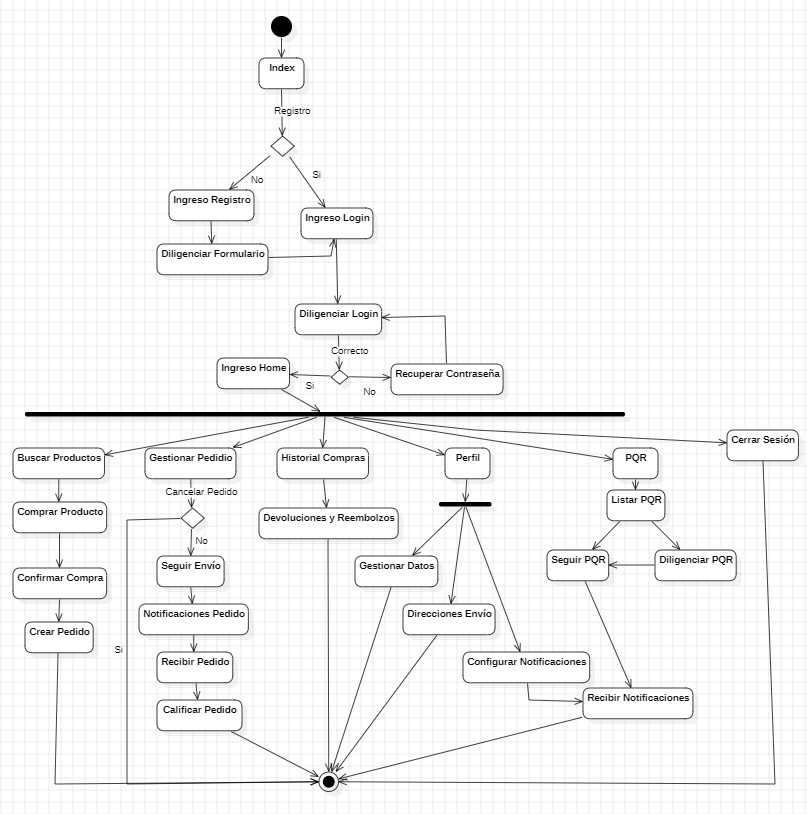 Index
Registro
No
Si
Ingreso Registro
Ingreso Login
Diligenciar Formulario
Diligenciar Login
Correcto
Ingreso Home
Si
No
Recuperar Contraseña
Buscar Productos
Gestionar Pedidio
Historial Compras
Perfil
PQR
Cerrar Sesión
Cancelar Pedido
Listar PQR
Comprar Producto
Devoluciones y Reembolzos
No
Seguir Envío
Gestionar Datos
Seguir PQR
Diligenciar PQR
Confirmar Compra
Notificaciones Pedido
Direcciones Envío
Crear Pedido
Si
Recibir Pedido
Configurar Notificaciones
Recibir Notificaciones
Calificar Pedido